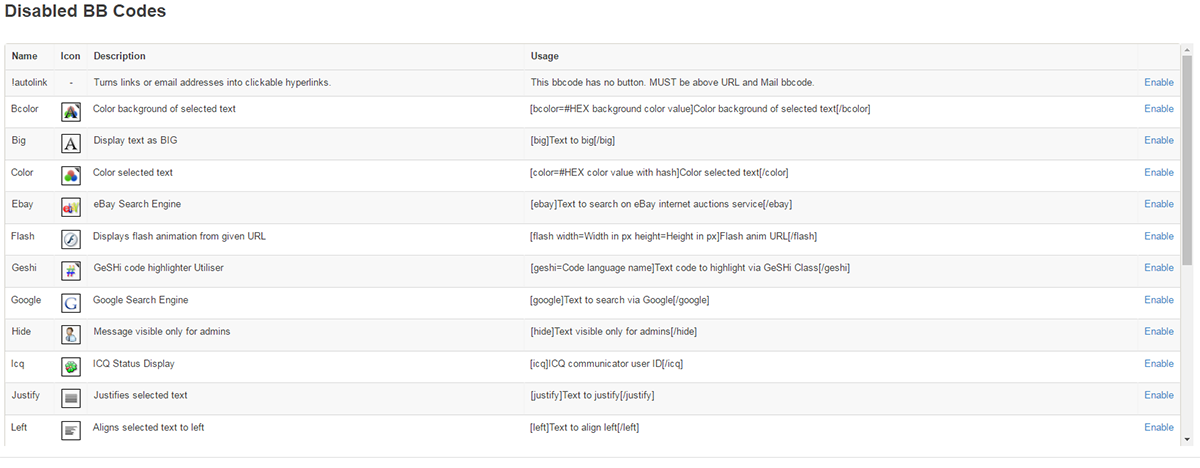 Disabled BB Codes
Name Icon Description Usage
!autolink - Turns links or email addresses into clickable hyperlinks. This bbcode has no button. MUST be above URL and Mail bbcode. Enable
Bcolor Color background of selected text [bcolor=#HEX background color value]Color background of selected text[/bcolor] Enable
Big Display text as BIG [big]Text to big[/big] Enable
Color Color selected text [color=#HEX color value with hash]Color selected text[/color] Enable
Ebay eBay Search Engine [ebay]Text to search on eBay internet auctions service[/ebay] Enable
Flash Displays flash animation from given URL [flash width=Width in px height=Height in px]Flash anim URL[/flash] Enable
Geshi GeSHi code highlighter Utiliser [geshi=Code language name]Text code to highlight via GeSHi Class[/geshi] Enable
Google Google Search Engine [google]Text to search via Google[/google] Enable
Hide Message visible only for admins [hide]Text visible only for admins[/hide] Enable
Icq ICQ Status Display [icq]ICQ communicator user ID[/icq] Enable
Justify Justifies selected text [justify]Text to justify[/justify] Enable
Left Aligns selected text to left [left]Text to align left[/left] Enable